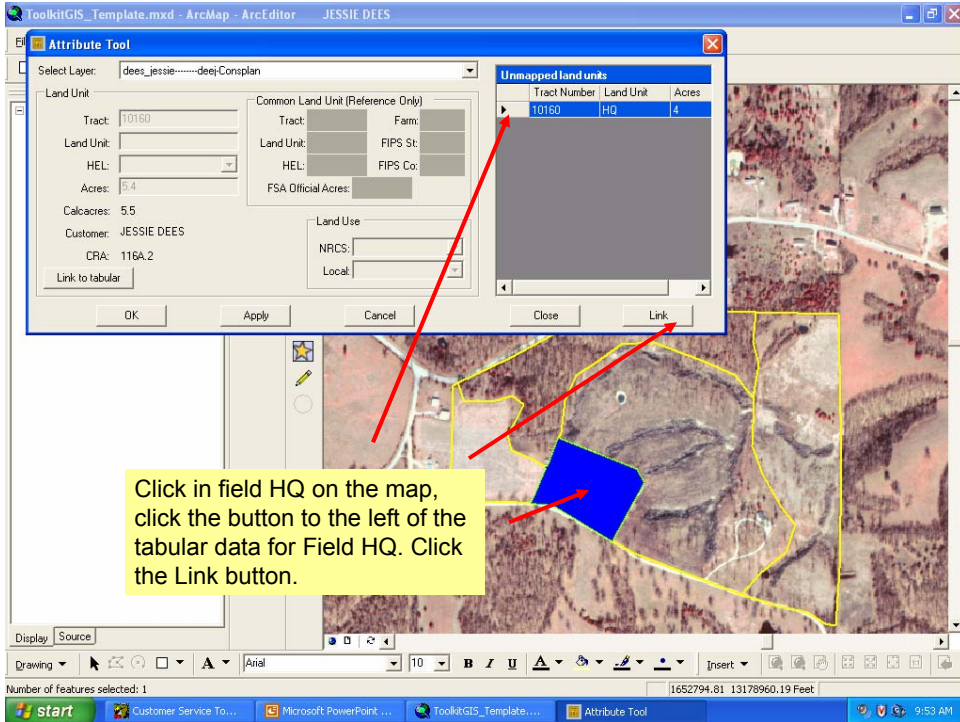 ToolkitGIS_Template.mxd - ArcMap - ArcEditor JESSIE DEES
Attribute Tool
Select Layer: dees_jessie--------deej-Consplan
Land Unit
Tract: 10160
Land Unit:
HEL:
Acres: 5.4
Calcacres: 5.5
Customer: JESSIE DEES
CRA: 116A.2
Link to tabular
Common Land Unit (Reference Only)
Tract: Farm:
Land Unit: FIPS St:
HEL: FIPS Co:
FSA Official Acres:
Land Use
NRCS:
Local:
OK Apply Cancel
Unmapped land units
Tract Number Land Unit Acres
10160 HQ 4
Close Link
Click in field HQ on the map,
click the button to the left of the
tabular data for Field HQ. Click
the Link button.
Display Source
Drawing A Arial 10 B I U A Insert
Number of features selected: 1 1652794.81 13178960.19 Feet
start Customer Service To... Microsoft PowerPoint ... ToolkitGIS_Template.... Attribute Tool 9:53 AM